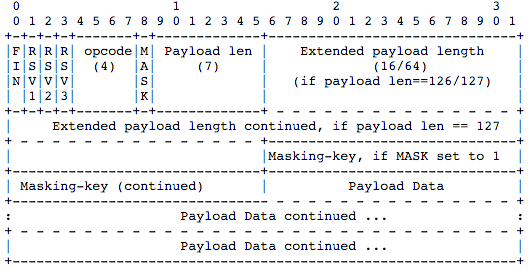 0                   1                   2                   3
 0 1 2 3 4 5 6 7 8 9 0 1 2 3 4 5 6 7 8 9 0 1 2 3 4 5 6 7 8 9 0 1
+-+-+-+-+-------+-+-------------+-------------------------------+
|F|R|R|R| opcode|M| Payload len |    Extended payload length    |
|I|S|S|S|  (4)  |A|     (7)     |             (16/64)           |
|N|V|V|V|       |S|             |   (if payload len==126/127)   |
| |1|2|3|       |K|             |                               |
+-+-+-+-+-------+-+-------------+ - - - - - - - - - - - - - - - +
|     Extended payload length continued, if payload len == 127  |
+ - - - - - - - - - - - - - - - +-------------------------------+
|                               |Masking-key, if MASK set to 1  |
+-------------------------------+-------------------------------+
| Masking-key (continued)       |          Payload Data         |
+-------------------------------- - - - - - - - - - - - - - - - +
:                     Payload Data continued ...                :
+ - - - - - - - - - - - - - - - - - - - - - - - - - - - - - - - +
|                     Payload Data continued ...                |
+---------------------------------------------------------------+